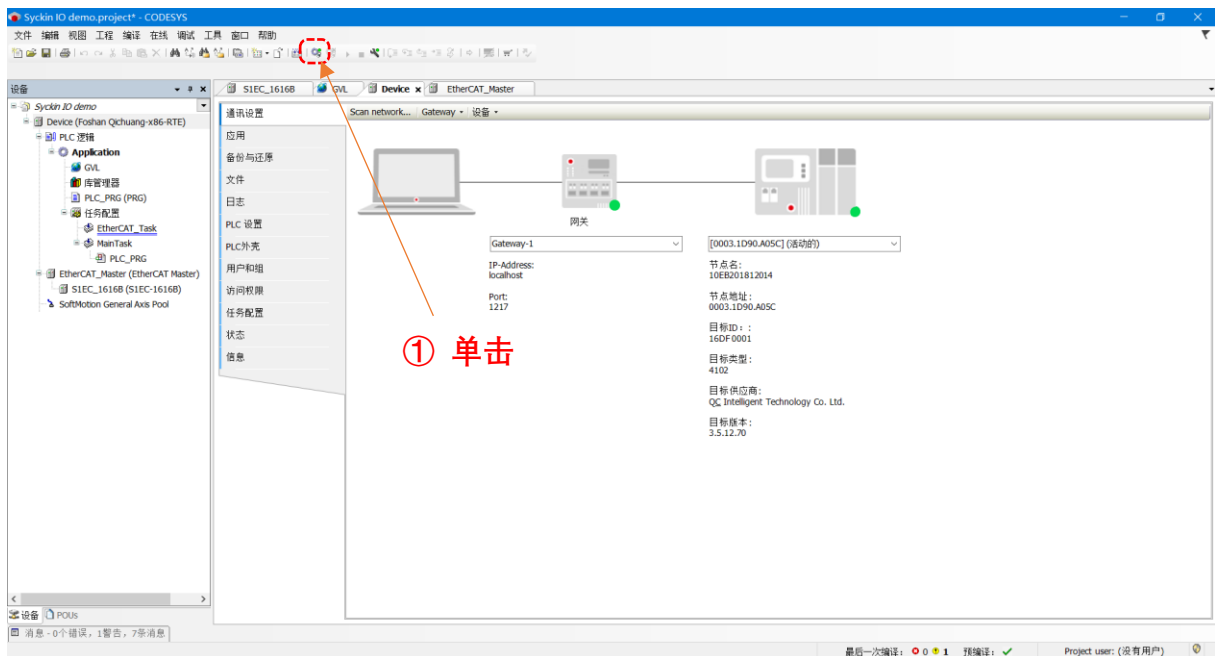 Syckin IO demo.project* - CODESYS
文件 编辑 视图 工程 编译 在线 调试 工具 窗口 帮助
设备
S1EC_1616B GVL Device EtherCAT_Master
Syckin IO demo
Device (Foshan Qichuang-x86-RTE)
PLC 逻辑
Application
GVL
库管理器
PLC_PRG (PRG)
任务配置
EtherCAT_Task
MainTask
PLC_PRG
EtherCAT_Master (EtherCAT Master)
S1EC_1616B (S1EC-1616B)
SoftMotion General Axis Pool
设备 POUs
通讯设置
应用
备份与还原
文件
日志
PLC 设置
PLC外壳
用户和组
访问权限
任务配置
状态
信息
Scan network... Gateway 设备
网关
Gateway-1
IP-Address:
localhost
Port:
1217
[0003.1D90.A05C] (活动的)
节点名:
10EB201812014
节点地址:
0003.1D90.A05C
目标ID: :
16DF0001
目标类型:
4102
目标供应商:
QC Intelligent Technology Co. Ltd.
目标版本:
3.5.12.70
① 单击
消息 - 0个错误, 1警告, 7条消息
最后一次编译: 0 1 预编译: Project user: (没有用户)